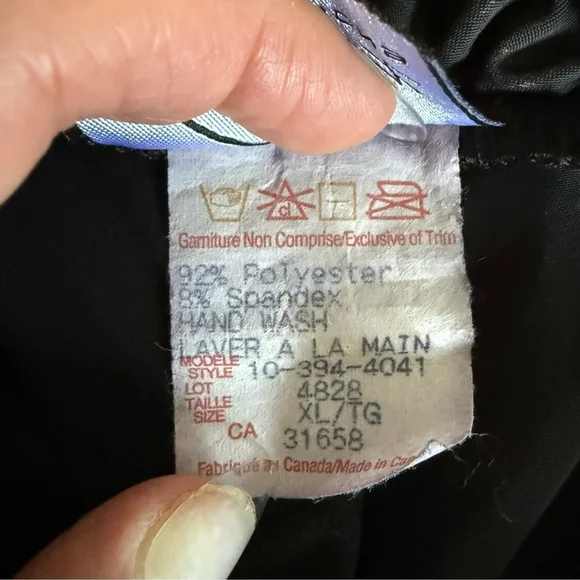 cl
Garniture Non Comprise/Exclusive of Trim
92% Polyester
8% Spandex
HAND WASH
LAVER A LA MAIN
MODELE
STYLE 10-394-4041
LOT 4828
TAILLE
SIZE XL/TG
CA 31658
Fabriqué au Canada/Made in